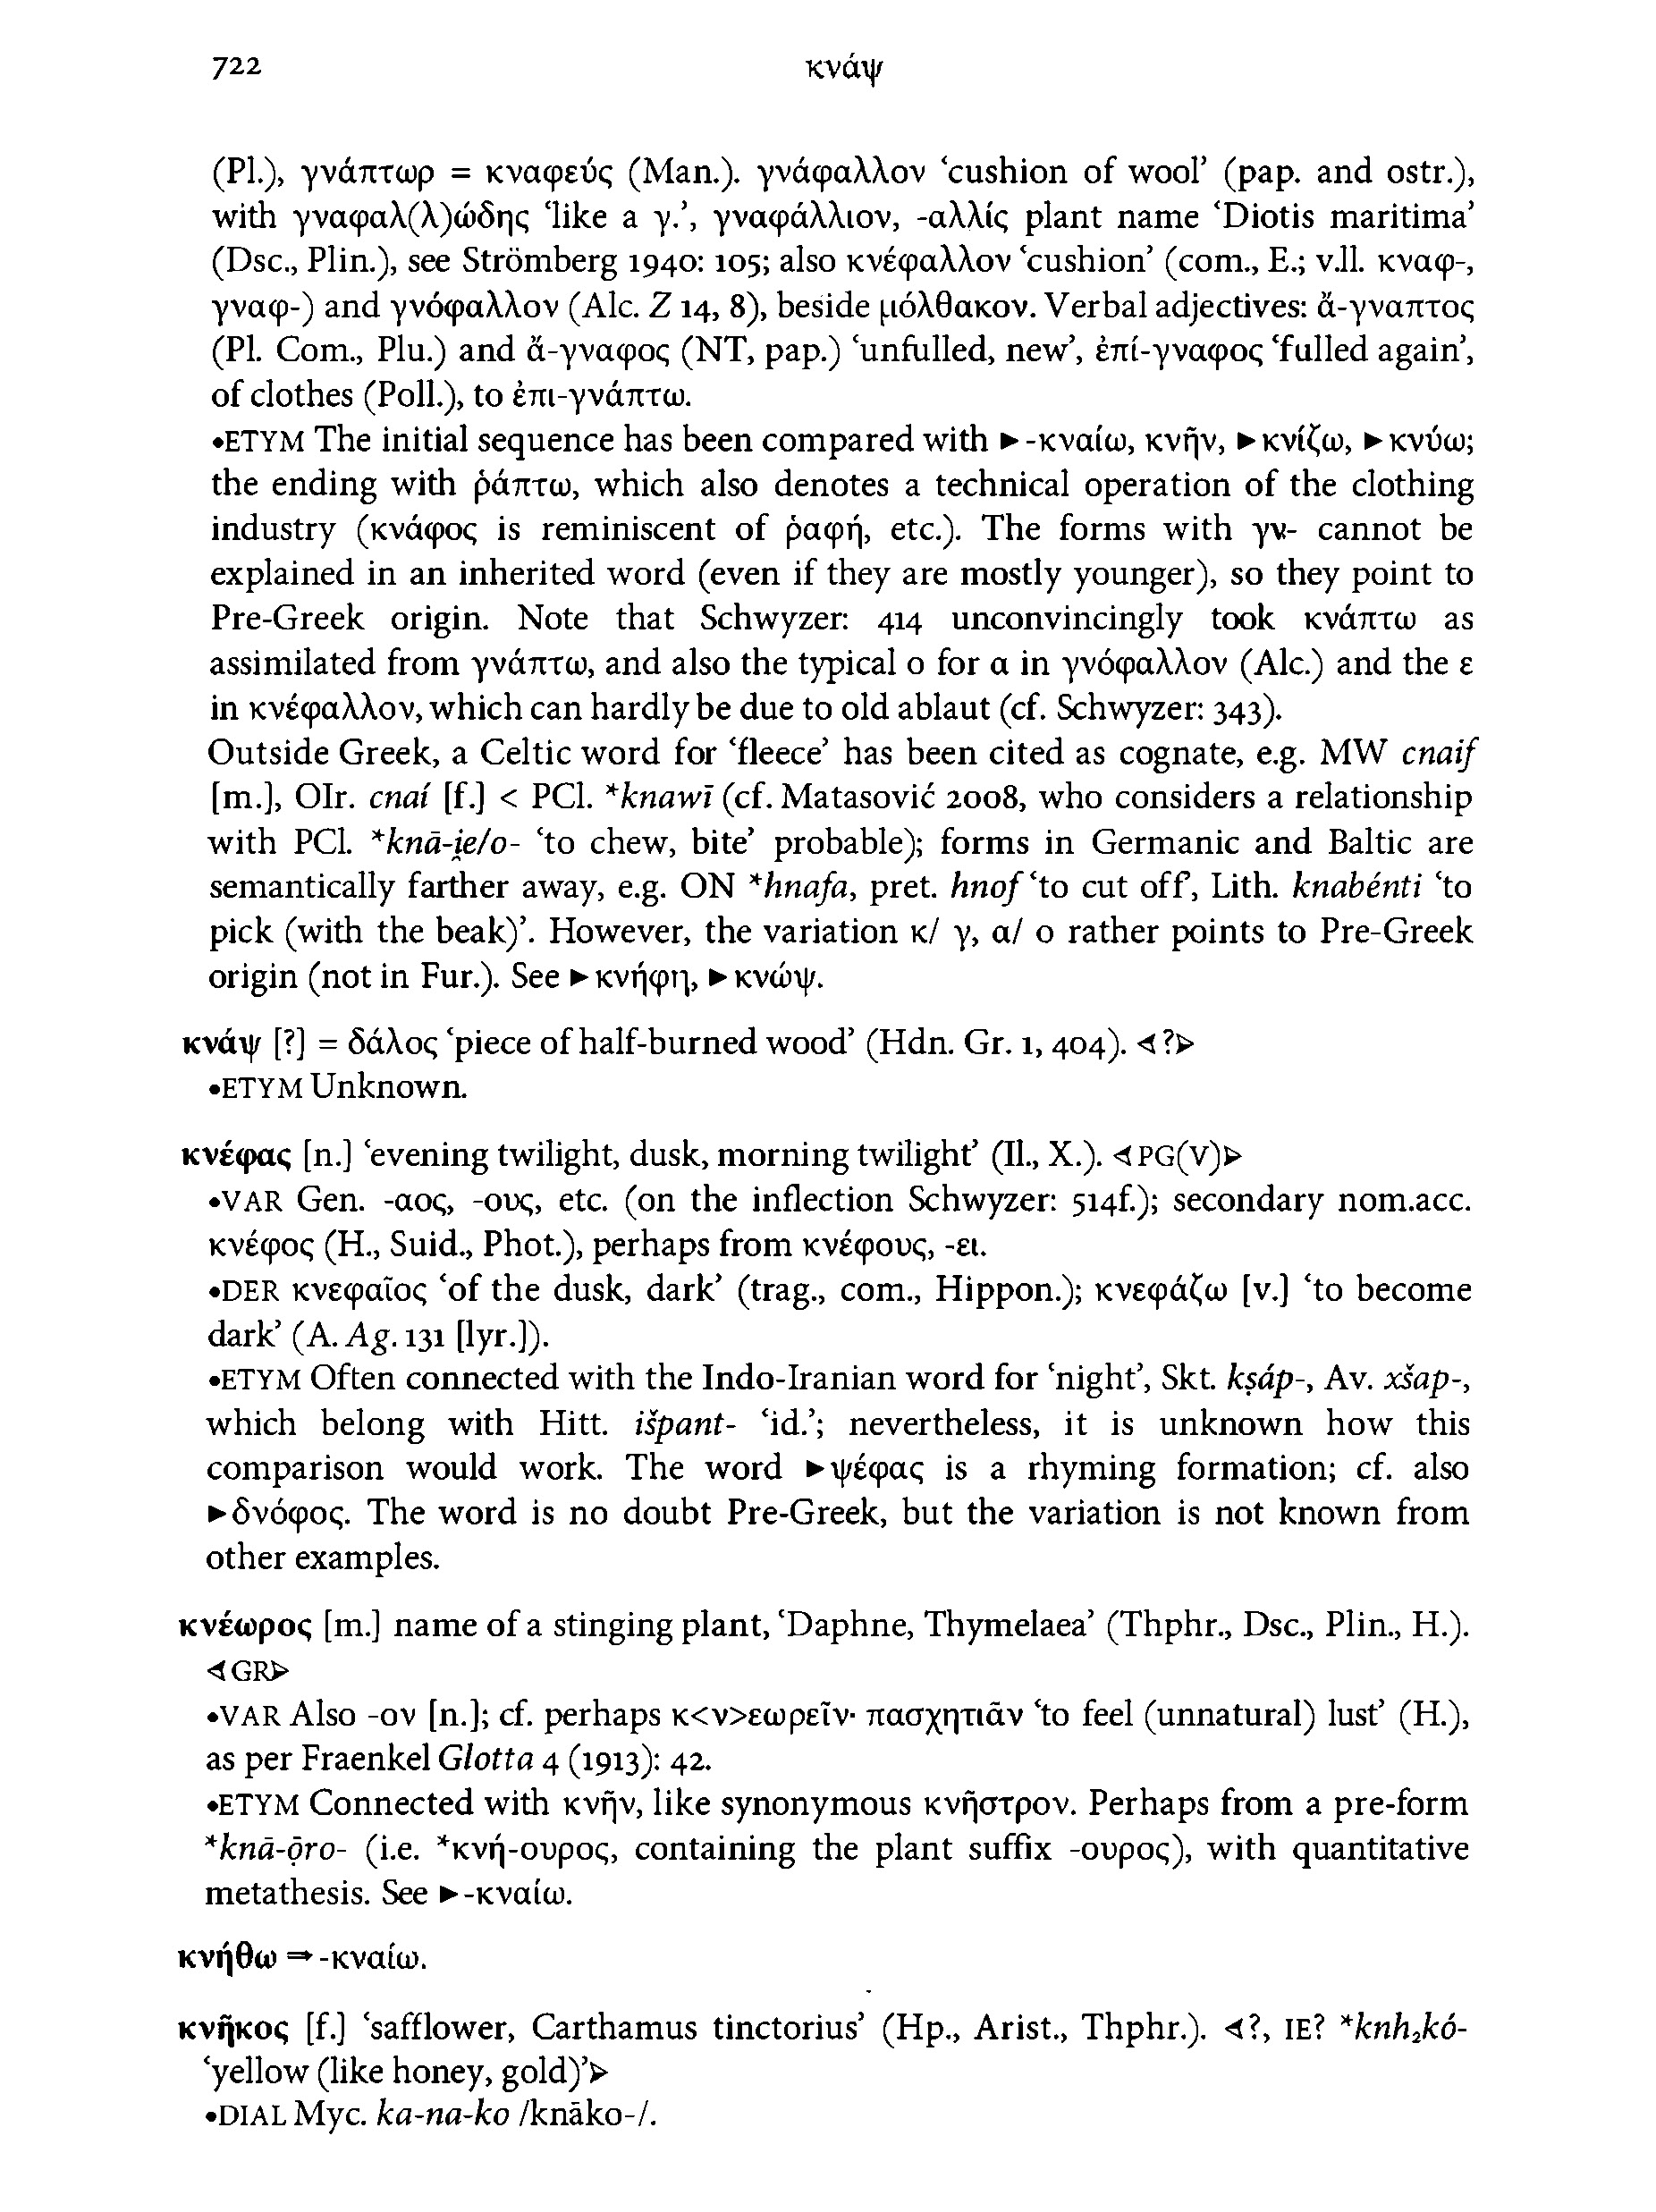 722 κνάψ
(Pl.), γνάπτωρ = κναφεύς (Man.). γνάφαλλον ‘cushion of wool’ (pap. and ostr.),
with γναφαλ(λ)ώδης ‘like a γ.’, γναφάλλιον, -αλλίς plant name ‘Diotis maritima’
(Dsc., Plin.), see Strömberg 1940: 105; also κνέφαλλον ‘cushion’ (com., E.; v.ll. κναφ-,
γναφ-) and γνόφαλλον (Alc. Z 14, 8), beside μόλθακον. Verbal adjectives: ἄ-γναπτος
(Pl. Com., Plu.) and ἄ-γναφος (NT, pap.) ‘unfulled, new’, ἐπί-γναφος ‘fulled again’,
of clothes (Poll.), to ἐπι-γνάπτω.
•ETYM The initial sequence has been compared with ►-κναίω, κνῆν, ►κνίζω, ►κνύω;
the ending with ῥάπτω, which also denotes a technical operation of the clothing
industry (κνάφος is reminiscent of ῥαφή, etc.). The forms with γν- cannot be
explained in an inherited word (even if they are mostly younger), so they point to
Pre-Greek origin. Note that Schwyzer: 414 unconvincingly took κνάπτω as
assimilated from γνάπτω, and also the typical ο for α in γνόφαλλον (Alc.) and the ε
in κνέφαλλον, which can hardly be due to old ablaut (cf. Schwyzer: 343).
Outside Greek, a Celtic word for ‘fleece’ has been cited as cognate, e.g. MW cnaif
[m.], OIr. cnaí [f.] < PCl. *knawī (cf. Matasović 2008, who considers a relationship
with PCl. *knā-i̯e/o- ‘to chew, bite’ probable); forms in Germanic and Baltic are
semantically farther away, e.g. ON *hnafa, pret. hnof ‘to cut off’, Lith. knabénti ‘to
pick (with the beak)’. However, the variation κ/ γ, α/ ο rather points to Pre-Greek
origin (not in Fur.). See ►κνήφη, ►κνώψ.
κνάψ [?] = δάλος ‘piece of half-burned wood’ (Hdn. Gr. 1, 404). ⊲?⊳
•ETYM Unknown.
κνέφας [n.] ‘evening twilight, dusk, morning twilight’ (Il., X.). ⊲PG(V)⊳
•VAR Gen. -αος, -ους, etc. (on the inflection Schwyzer: 514f.); secondary nom.acc.
κνέφος (H., Suid., Phot.), perhaps from κνέφους, -ει.
•DER κνεφαῖος ‘of the dusk, dark’ (trag., com., Hippon.); κνεφάζω [v.] ‘to become
dark’ (A. Ag. 131 [lyr.]).
•ETYM Often connected with the Indo-Iranian word for ‘night’, Skt. kṣáp-, Av. xšap-,
which belong with Hitt. išpant- ‘id.’; nevertheless, it is unknown how this
comparison would work. The word ►ψέφας is a rhyming formation; cf. also
►δνόφος. The word is no doubt Pre-Greek, but the variation is not known from
other examples.
κνέωρος [m.] name of a stinging plant, ‘Daphne, Thymelaea’ (Thphr., Dsc., Plin., H.).
⊲GR⊳
•VAR Also -ον [n.]; cf. perhaps κ<ν>εωρεῖν· πασχητιᾶν ‘to feel (unnatural) lust’ (H.),
as per Fraenkel Glotta 4 (1913): 42.
•ETYM Connected with κνῆν, like synonymous κνῆστρον. Perhaps from a pre-form
*knā-ọ̄ro- (i.e. *κνή-ουρος, containing the plant suffix -ουρος), with quantitative
metathesis. See ►-κναίω.
κνήθω ⇒ -κναίω.
κνῆκος [f.] ‘safflower, Carthamus tinctorius’ (Hp., Arist., Thphr.). ⊲?, IE? *knh₂kó-
‘yellow (like honey, gold)’⊳
•DIAL Myc. ka-na-ko /knāko-/.